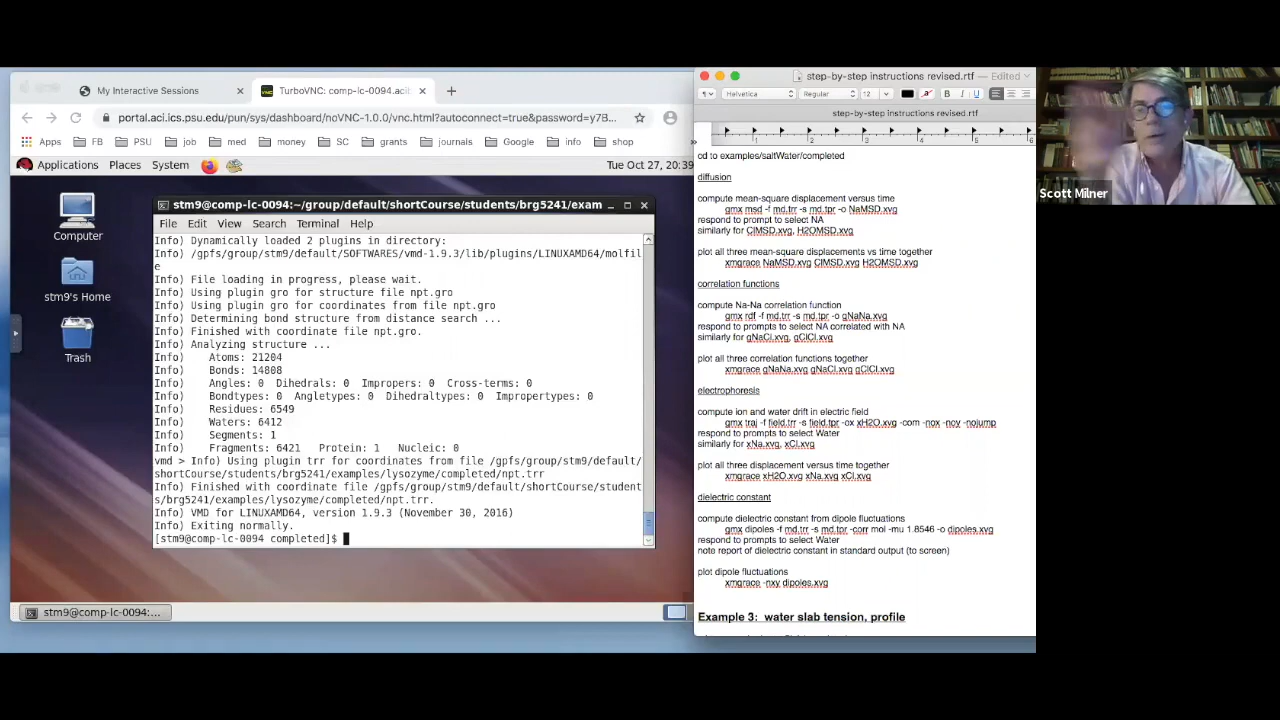 My Interactive Sessions
TurboVNC: comp-lc-0094.acib
portal.aci.ics.psu.edu/pun/sys/dashboard/noVNC-1.0.0/vnc.html?autoconnect=true&password=y7B...
Apps FB PSU job med money SC grants journals Google info shop
Applications Places System
Tue Oct 27, 20:39
Computer
stm9's Home
Trash
stm9@comp-lc-0094:~/group/default/shortCourse/students/brg5241/exam
File Edit View Search Terminal Help
Info) Dynamically loaded 2 plugins in directory:
Info) /gpfs/group/stm9/default/SOFTWARES/vmd-1.9.3/lib/plugins/LINUXAMD64/molfil
e
Info) File loading in progress, please wait.
Info) Using plugin gro for structure file npt.gro
Info) Using plugin gro for coordinates from file npt.gro
Info) Determining bond structure from distance search ...
Info) Finished with coordinate file npt.gro.
Info) Analyzing structure ...
Info) Atoms: 21204
Info) Bonds: 14808
Info) Angles: 0 Dihedrals: 0 Impropers: 0 Cross-terms: 0
Info) Bondtypes: 0 Angletypes: 0 Dihedraltypes: 0 Impropertypes: 0
Info) Residues: 6549
Info) Waters: 6412
Info) Segments: 1
Info) Fragments: 6421 Protein: 1 Nucleic: 0
vmd > Info) Using plugin trr for coordinates from file /gpfs/group/stm9/default/
shortCourse/students/brg5241/examples/lysozyme/completed/npt.trr
Info) Finished with coordinate file /gpfs/group/stm9/default/shortCourse/student
s/brg5241/examples/lysozyme/completed/npt.trr.
Info) VMD for LINUXAMD64, version 1.9.3 (November 30, 2016)
Info) Exiting normally.
[stm9@comp-lc-0094 completed]$
stm9@comp-lc-0094:...
step-by-step instructions revised.rtf — Edited
Helvetica Regular 12 B I U
step-by-step instructions revised.rtf
1 2 3 4 5 6
cd to examples/saltWater/completed
diffusion
compute mean-square displacement versus time
gmx msd -f md.trr -s md.tpr -o NaMSD.xvg
respond to prompt to select NA
similarly for ClMSD.xvg, H2OMSD.xvg
plot all three mean-square displacements vs time together
xmgrace NaMSD.xvg ClMSD.xvg H2OMSD.xvg
correlation functions
compute Na-Na correlation function
gmx rdf -f md.trr -s md.tpr -o gNaNa.xvg
respond to prompts to select NA correlated with NA
similarly for gNaCl.xvg, gClCl.xvg
plot all three correlation functions together
xmgrace gNaNa.xvg gNaCl.xvg gClCl.xvg
electrophoresis
compute ion and water drift in electric field
gmx traj -f field.trr -s field.tpr -ox xH2O.xvg -com -nox -noy -nojump
respond to prompts to select Water
similarly for xNa.xvg, xCl.xvg
plot all three displacement versus time together
xmgrace xH2O.xvg xNa.xvg xCl.xvg
dielectric constant
compute dielectric constant from dipole fluctuations
gmx dipoles -f md.trr -s md.tpr -corr mol -mu 1.8546 -o dipoles.xvg
respond to prompts to select Water
note report of dielectric constant in standard output (to screen)
plot dipole fluctuations
xmgrace -nxy dipoles.xvg
Example 3: water slab tension, profile
Scott Milner